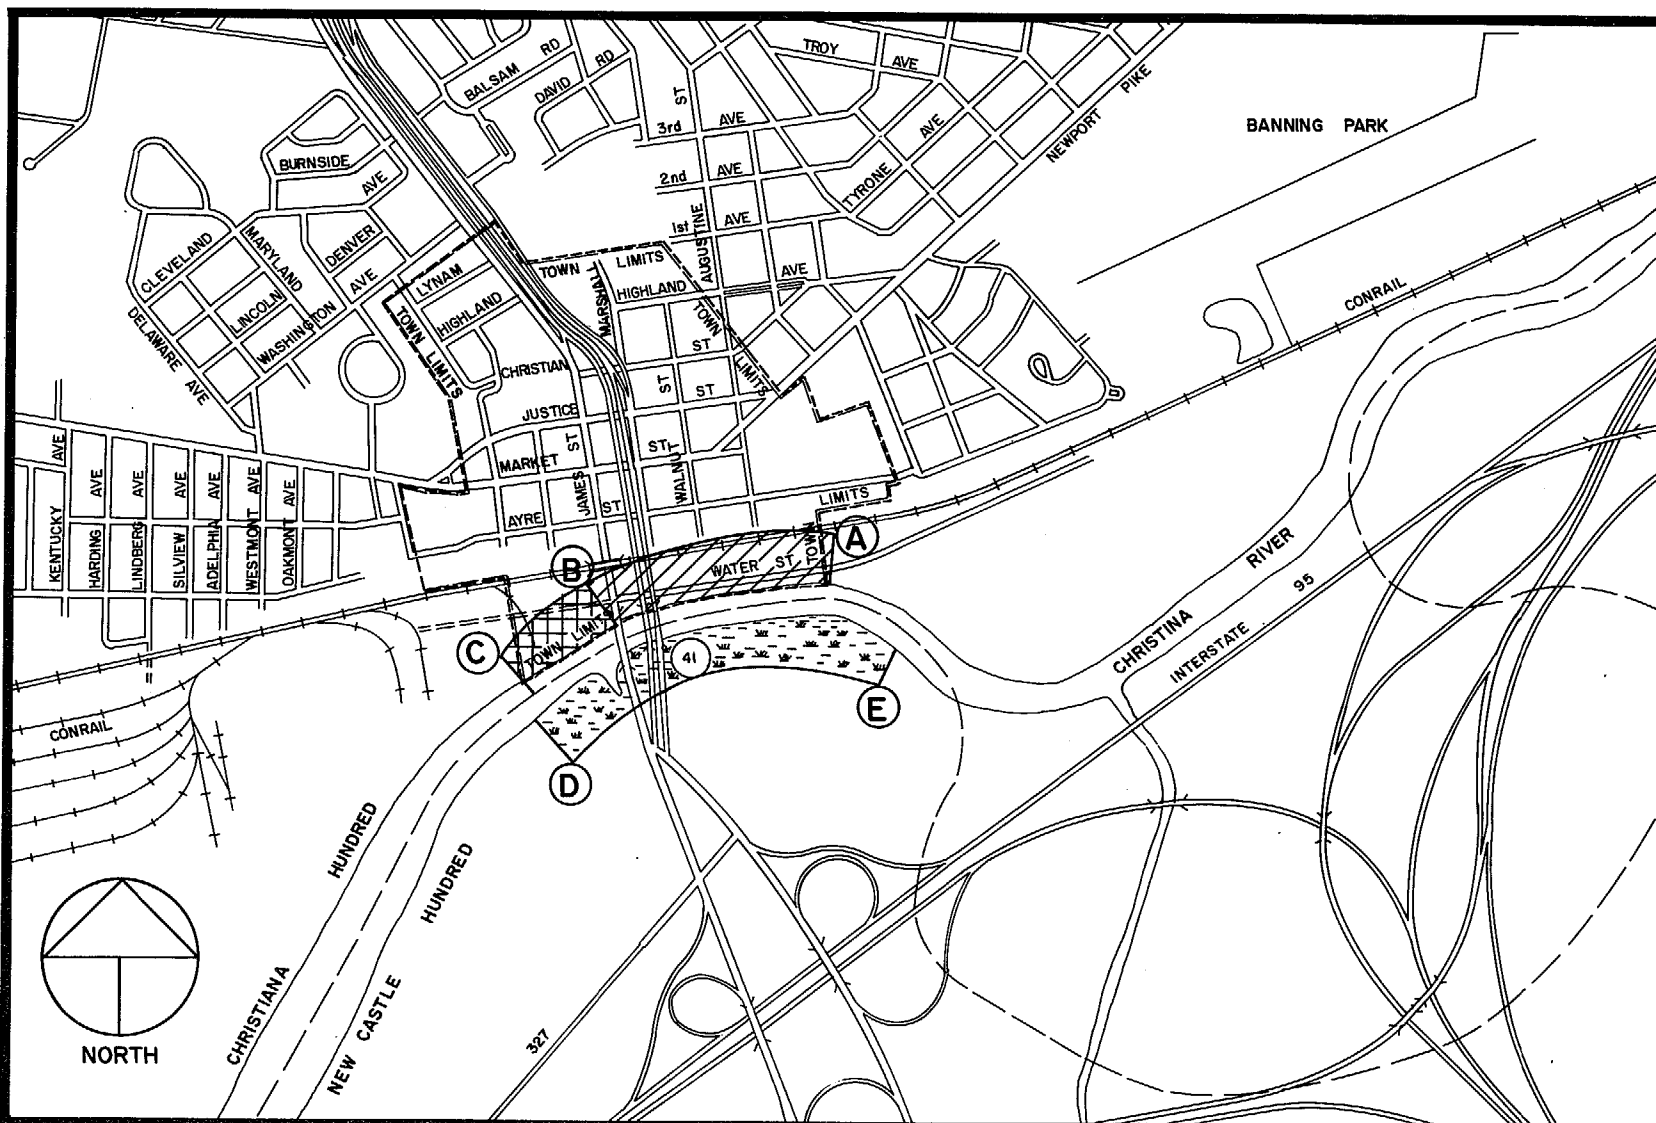 TROY AVE
BALSAM RD
DAVID RD
ST
3rd AVE
2nd AVE
1st AVE
AUGUSTINE
TYRONE AVE
NEWPORT PIKE
BANNING PARK
BURNSIDE
AVE
CLEVELAND
MARYLAND
DENVER
LINCOLN
WASHINGTON AVE
DELAWARE AVE
LYNAM
HIGHLAND
TOWN LIMITS
TOWN LIMITS
MARSHALL
HIGHLAND AVE
TOWN LIMITS
CONRAIL
CHRISTIAN ST
JUSTICE ST
ST
MARKET ST
JAMES ST
WALNUT
AYRE ST
LIMITS
TOWN
KENTUCKY AVE
HARDING AVE
LINDBERG AVE
SILVIEW AVE
ADELPHIA AVE
WESTMONT AVE
OAKMONT AVE
A
B
WATER ST
C
TOWN LIMITS
41
E
D
CHRISTINA RIVER
INTERSTATE 95
CONRAIL
CHRISTIANA HUNDRED
NEW CASTLE HUNDRED
327
NORTH